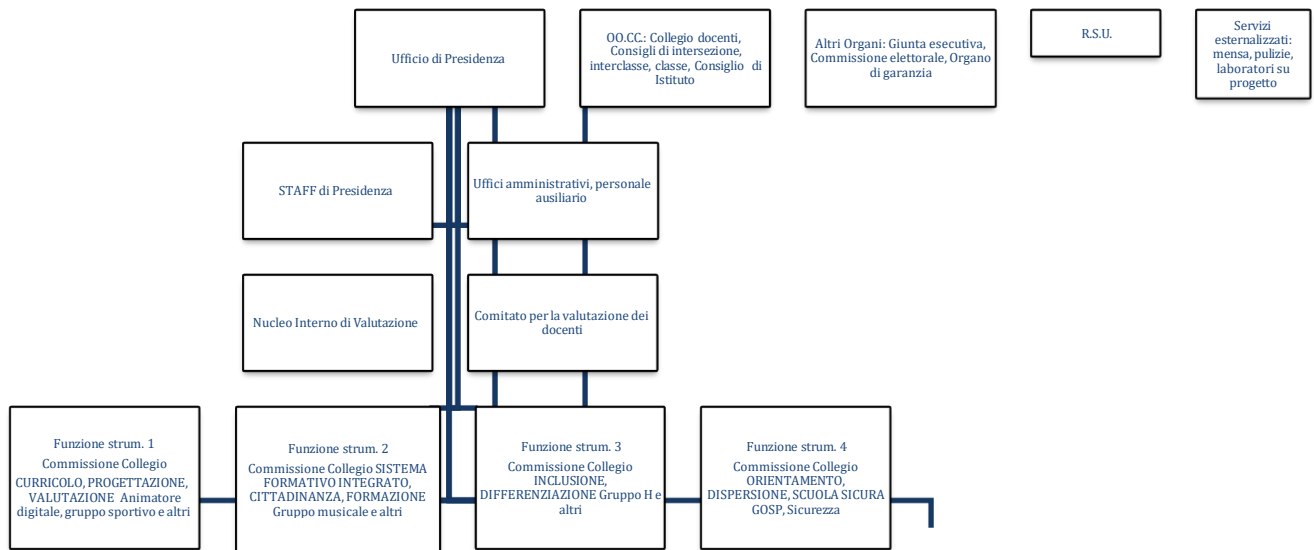 Ufficio di Presidenza
OO.CC.: Collegio docenti,
Consigli di intersezione,
interclasse, classe, Consiglio di
Istituto
Altri Organi: Giunta esecutiva,
Commissione elettorale, Organo
di garanzia
R.S.U.
Servizi
esternalizzati:
mensa, pulizie,
laboratori su
progetto
STAFF di Presidenza
Uffici amministrativi, personale
ausiliario
Nucleo Interno di Valutazione
Comitato per la valutazione dei
docenti
Funzione strum. 1
Commissione Collegio
CURRICOLO, PROGETTAZIONE,
VALUTAZIONE Animatore
digitale, gruppo sportivo e altri
Funzione strum. 2
Commissione Collegio SISTEMA
FORMATIVO INTEGRATO,
CITTADINANZA, FORMAZIONE
Gruppo musicale e altri
Funzione strum. 3
Commissione Collegio
INCLUSIONE,
DIFFERENZIAZIONE Gruppo H e
altri
Funzione strum. 4
Commissione Collegio
ORIENTAMENTO,
DISPERSIONE, SCUOLA SICURA
GOSP, Sicurezza